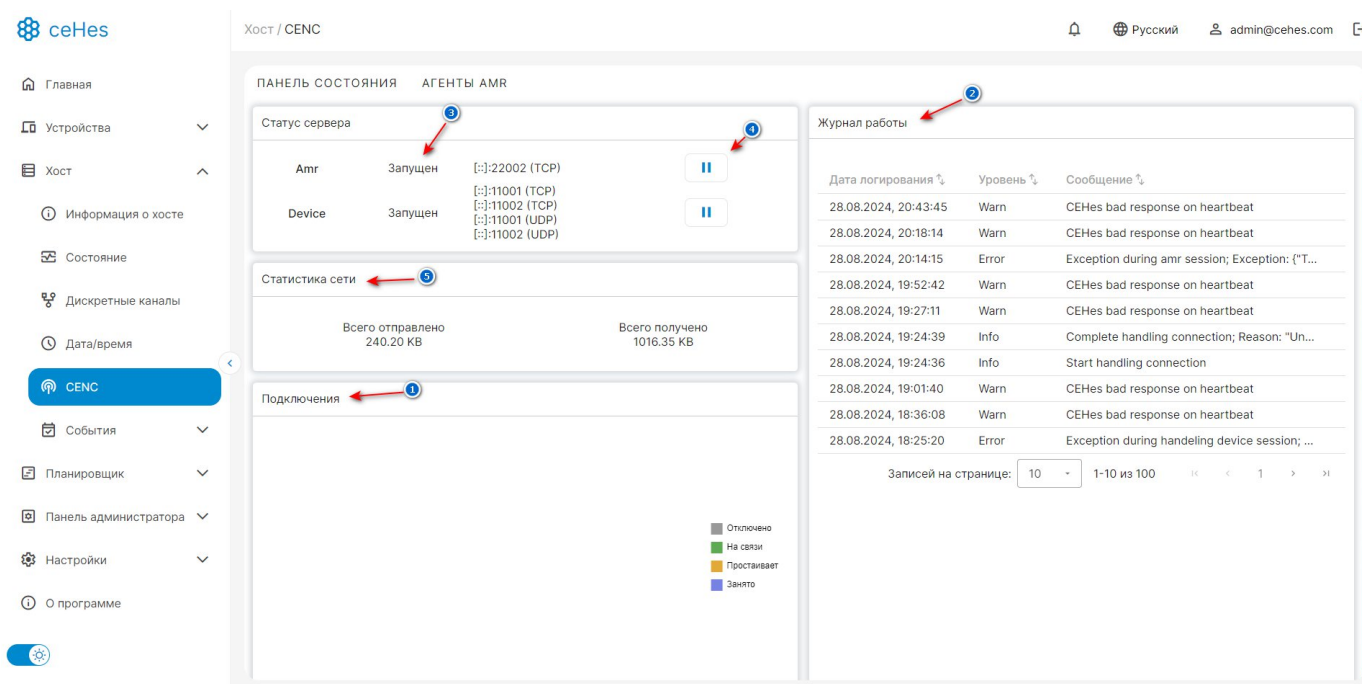 ceHes
Хост / CENC
Русский
admin@cehes.com
Главная
Устройства
Хост
Информация о хосте
Состояние
Дискретные каналы
Дата/время
CENC
События
Планировщик
Панель администратора
Настройки
О программе
ПАНЕЛЬ СОСТОЯНИЯ АГЕНТЫ AMR
Статус сервера
3
4
Amr Запущен [::]:22002 (TCP)
Device Запущен
[::]:11001 (TCP)
[::]:11002 (TCP)
[::]:11001 (UDP)
[::]:11002 (UDP)
Статистика сети
5
Всего отправлено
240.20 KB
Всего получено
1016.35 KB
Подключения
1
Отключено
На связи
Простаивает
Занято
2
Журнал работы
Дата логирования Уровень Сообщение
28.08.2024, 20:43:45 Warn CEHes bad response on heartbeat
28.08.2024, 20:18:14 Warn CEHes bad response on heartbeat
28.08.2024, 20:14:15 Error Exception during amr session; Exception: {"T...
28.08.2024, 19:52:42 Warn CEHes bad response on heartbeat
28.08.2024, 19:27:11 Warn CEHes bad response on heartbeat
28.08.2024, 19:24:39 Info Complete handling connection; Reason: "Un...
28.08.2024, 19:24:36 Info Start handling connection
28.08.2024, 19:01:40 Warn CEHes bad response on heartbeat
28.08.2024, 18:36:08 Warn CEHes bad response on heartbeat
28.08.2024, 18:25:20 Error Exception during handeling device session; ...
Записей на странице: 10 1-10 из 100 1